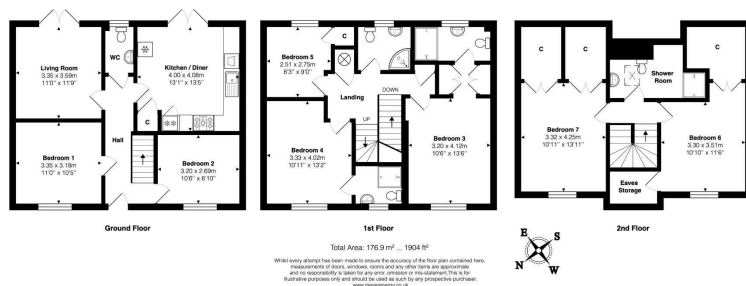 Living Room
3.35 x 3.59m
11'0" x 11'9"
WC
Kitchen / Diner
4.00 x 4.08m
13'1" x 13'5"
C
Hall
Bedroom 1
3.35 x 3.18m
11'0" x 10'5"
Bedroom 2
3.20 x 2.69m
10'6" x 8'10"
Ground Floor
Bedroom 5
2.51 x 2.75m
8'3" x 9'0"
C
Landing
DOWN
UP
Bedroom 4
3.33 x 4.02m
10'11" x 13'2"
Bedroom 3
3.20 x 4.12m
10'6" x 13'6"
1st Floor
C
C
C
Shower
Room
Bedroom 7
3.32 x 4.25m
10'11" x 13'11"
Bedroom 6
3.30 x 3.51m
10'10" x 11'6"
Eaves
Storage
2nd Floor
Total Area: 176.9 m² ... 1904 ft²
Whilst every attempt has been made to ensure the accuracy of the floor plan contained here,
measurements of doors, windows, rooms and any other items are approximate
and no responsibility is taken for any error, omission or mis-statement. This is for
illustrative purposes only and should be used as such by any prospective purchaser.
www.meyersenergy.co.uk
E
S
N
W